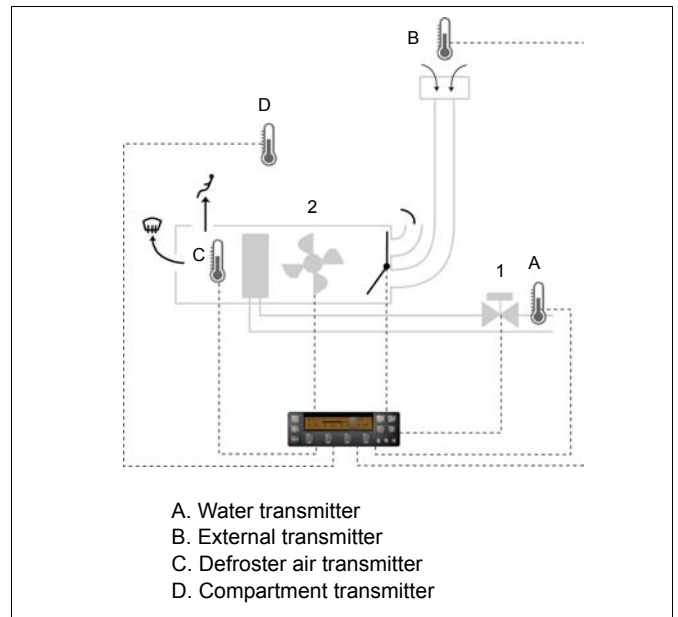 B
D
2
C
1
A
A. Water transmitter
B. External transmitter
C. Defroster air transmitter
D. Compartment transmitter